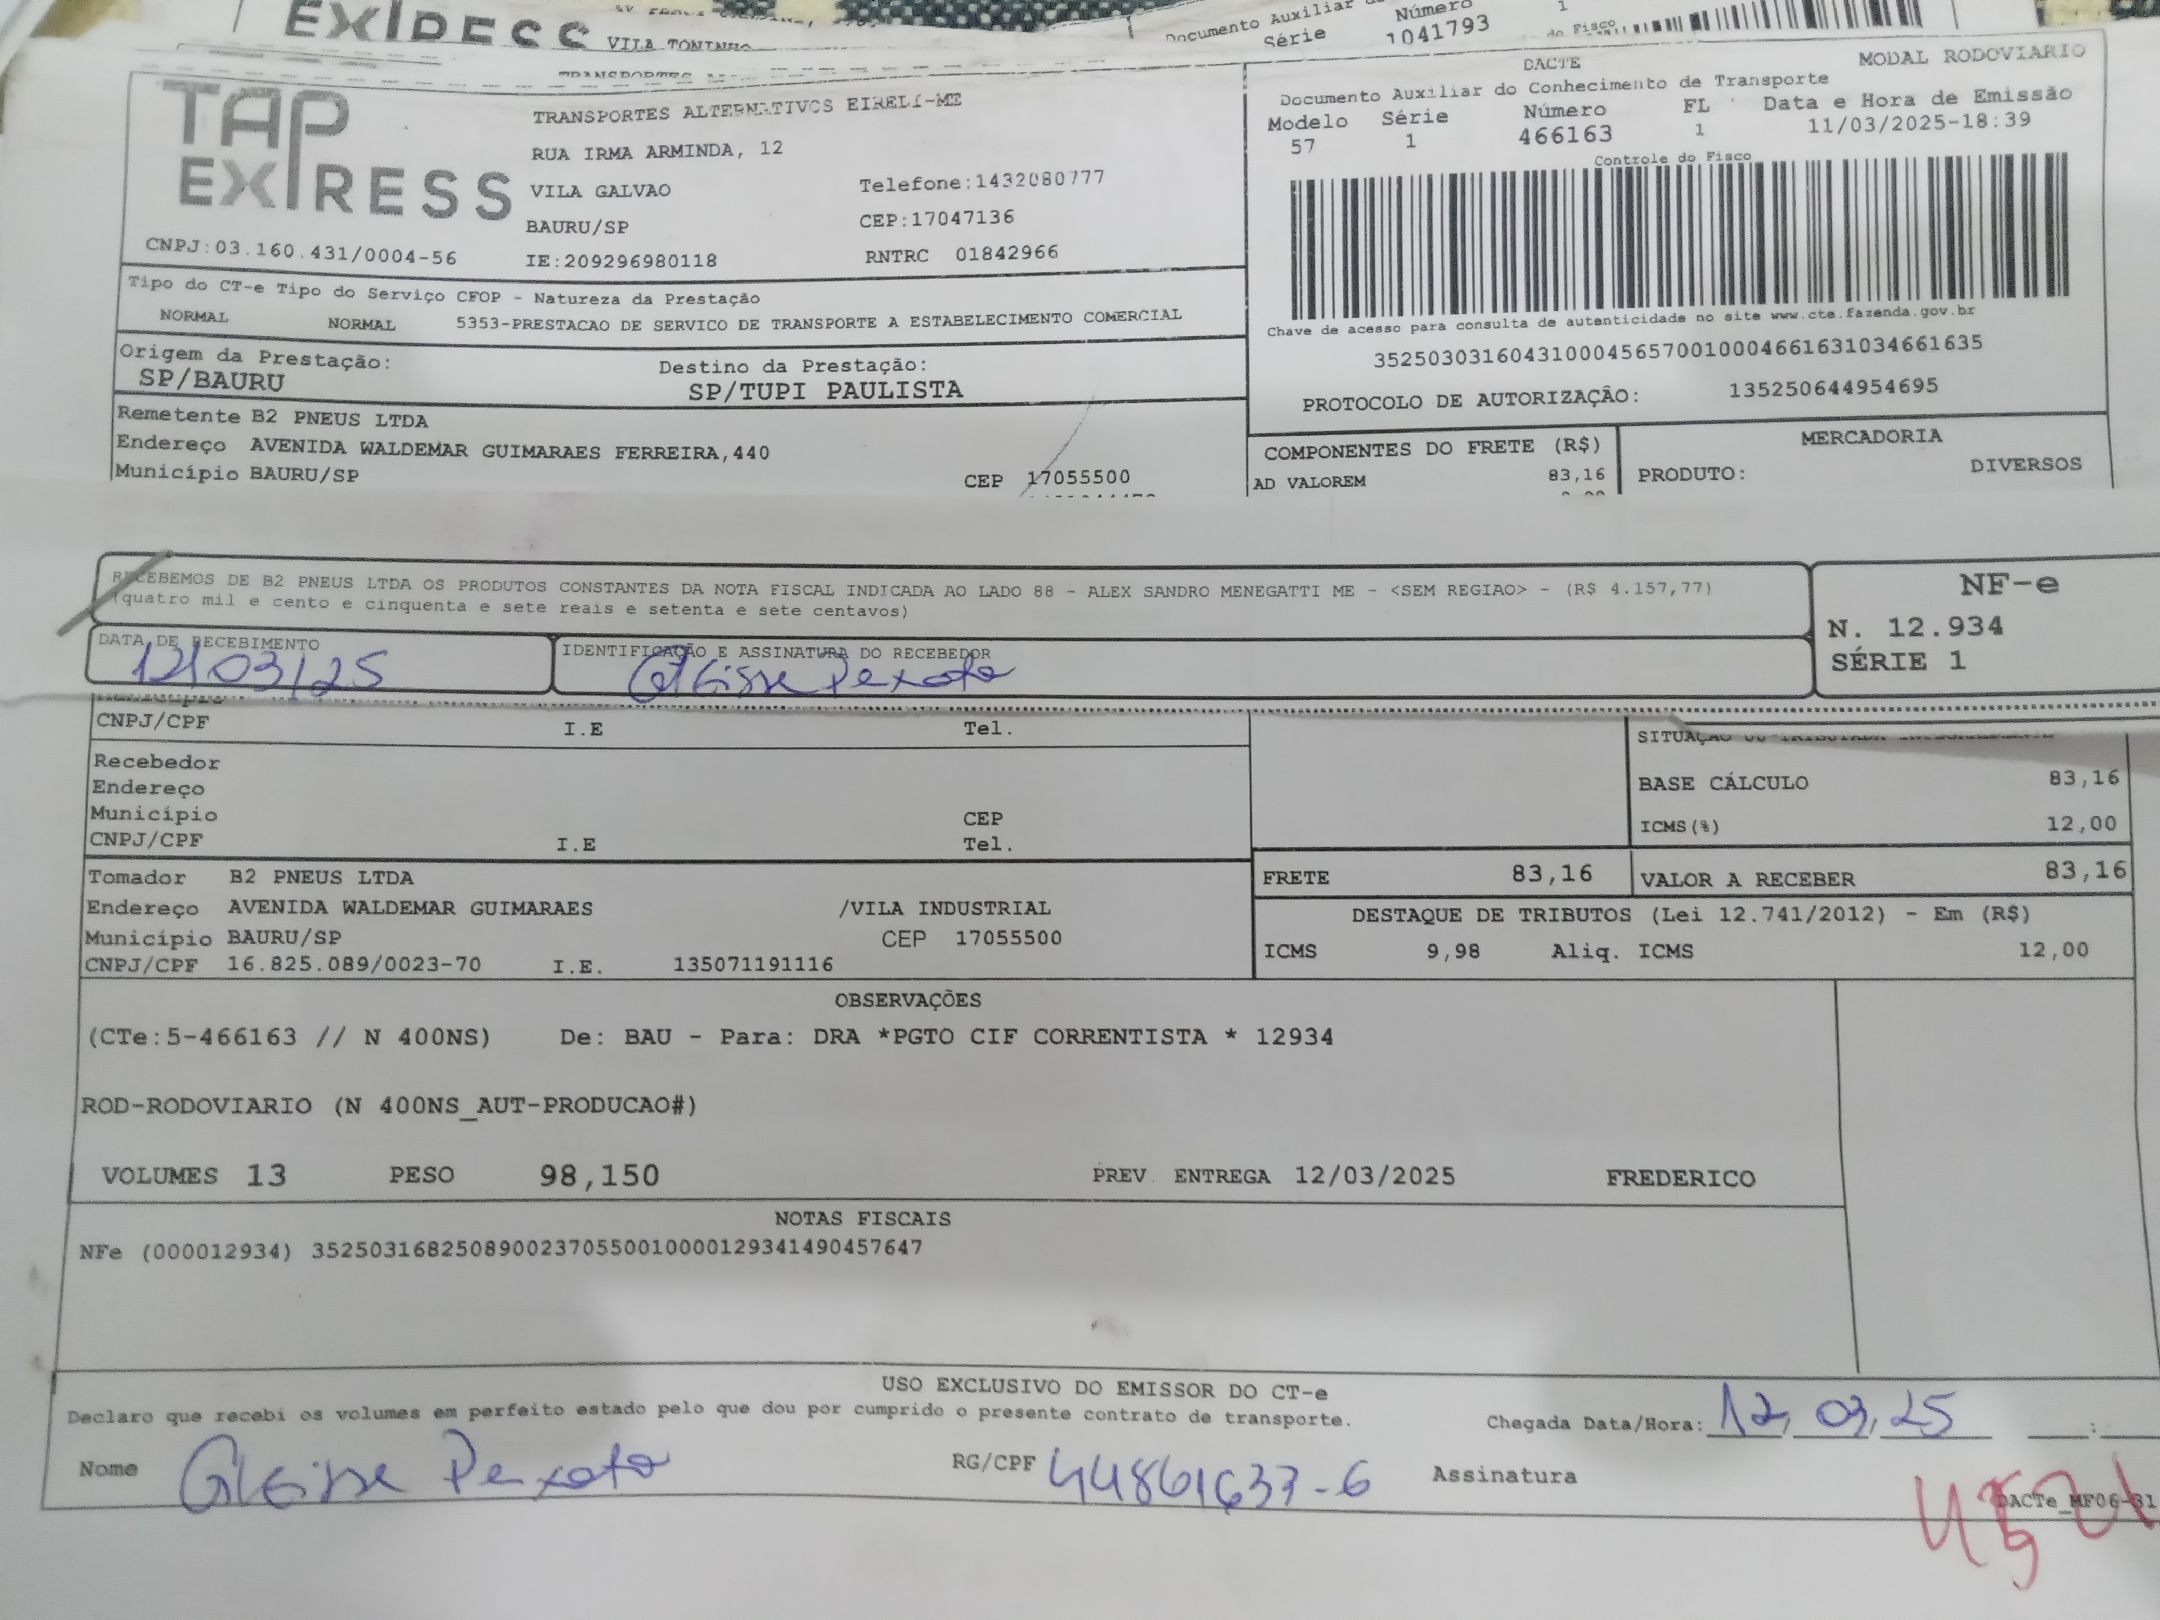 EXPRESS VILA TONINHO
Documento Auxiliar do
Série
Número
1041793
1
do Fisco
TRANSPORTES
TAP
EXPRESS
CNPJ:03.160.431/0004-56
TRANSPORTES ALTERNATIVOS EIRELI-ME
RUA IRMA ARMINDA, 12
VILA GALVAO Telefone:1432080777
BAURU/SP CEP:17047136
IE:209296980118 RNTRC 01842966
DACTE MODAL RODOVIARIO
Documento Auxiliar do Conhecimento de Transporte
Modelo Série Número FL Data e Hora de Emissão
57 1 466163 1 11/03/2025-18:39
Controle do Fisco
Chave de acesso para consulta de autenticidade no site www.cte.fazenda.gov.br
35250303160431000456570010004661631034661635
PROTOCOLO DE AUTORIZAÇÃO: 135250644954695
Tipo do CT-e Tipo do Serviço CFOP - Natureza da Prestação
NORMAL NORMAL 5353-PRESTACAO DE SERVICO DE TRANSPORTE A ESTABELECIMENTO COMERCIAL
Origem da Prestação: Destino da Prestação:
SP/BAURU SP/TUPI PAULISTA
Remetente B2 PNEUS LTDA
Endereço AVENIDA WALDEMAR GUIMARAES FERREIRA,440
Município BAURU/SP CEP 17055500
COMPONENTES DO FRETE (R$) MERCADORIA
AD VALOREM 83,16 PRODUTO: DIVERSOS
RECEBEMOS DE B2 PNEUS LTDA OS PRODUTOS CONSTANTES DA NOTA FISCAL INDICADA AO LADO 88 - ALEX SANDRO MENEGATTI ME - <SEM REGIAO> - (R$ 4.157,77)
(quatro mil e cento e cinquenta e sete reais e setenta e sete centavos)
NF-e
N. 12.934
SÉRIE 1
DATA DE RECEBIMENTO IDENTIFICAÇÃO E ASSINATURA DO RECEBEDOR
12/03/25 Gleisse Pexoto
CNPJ/CPF I.E Tel.
Recebedor
Endereço
Município CEP
CNPJ/CPF I.E Tel.
BASE CÁLCULO 83,16
ICMS(%) 12,00
FRETE 83,16 VALOR A RECEBER 83,16
Tomador B2 PNEUS LTDA
Endereço AVENIDA WALDEMAR GUIMARAES /VILA INDUSTRIAL
Município BAURU/SP CEP 17055500
CNPJ/CPF 16.825.089/0023-70 I.E. 135071191116
DESTAQUE DE TRIBUTOS (Lei 12.741/2012) - Em (R$)
ICMS 9,98 Aliq. ICMS 12,00
OBSERVAÇÕES
(CTe:5-466163 // N 400NS) De: BAU - Para: DRA *PGTO CIF CORRENTISTA * 12934
ROD-RODOVIARIO (N 400NS_AUT-PRODUCAO#)
VOLUMES 13 PESO 98,150 PREV. ENTREGA 12/03/2025 FREDERICO
NOTAS FISCAIS
NFe (000012934) 35250316825089002370550010000129341490457647
USO EXCLUSIVO DO EMISSOR DO CT-e
Declaro que recebi os volumes em perfeito estado pelo que dou por cumprido o presente contrato de transporte. Chegada Data/Hora: 12, 03, 25 :
Nome Gleisse Pexoto RG/CPF 44861637-6 Assinatura
DACTe_MF06-31